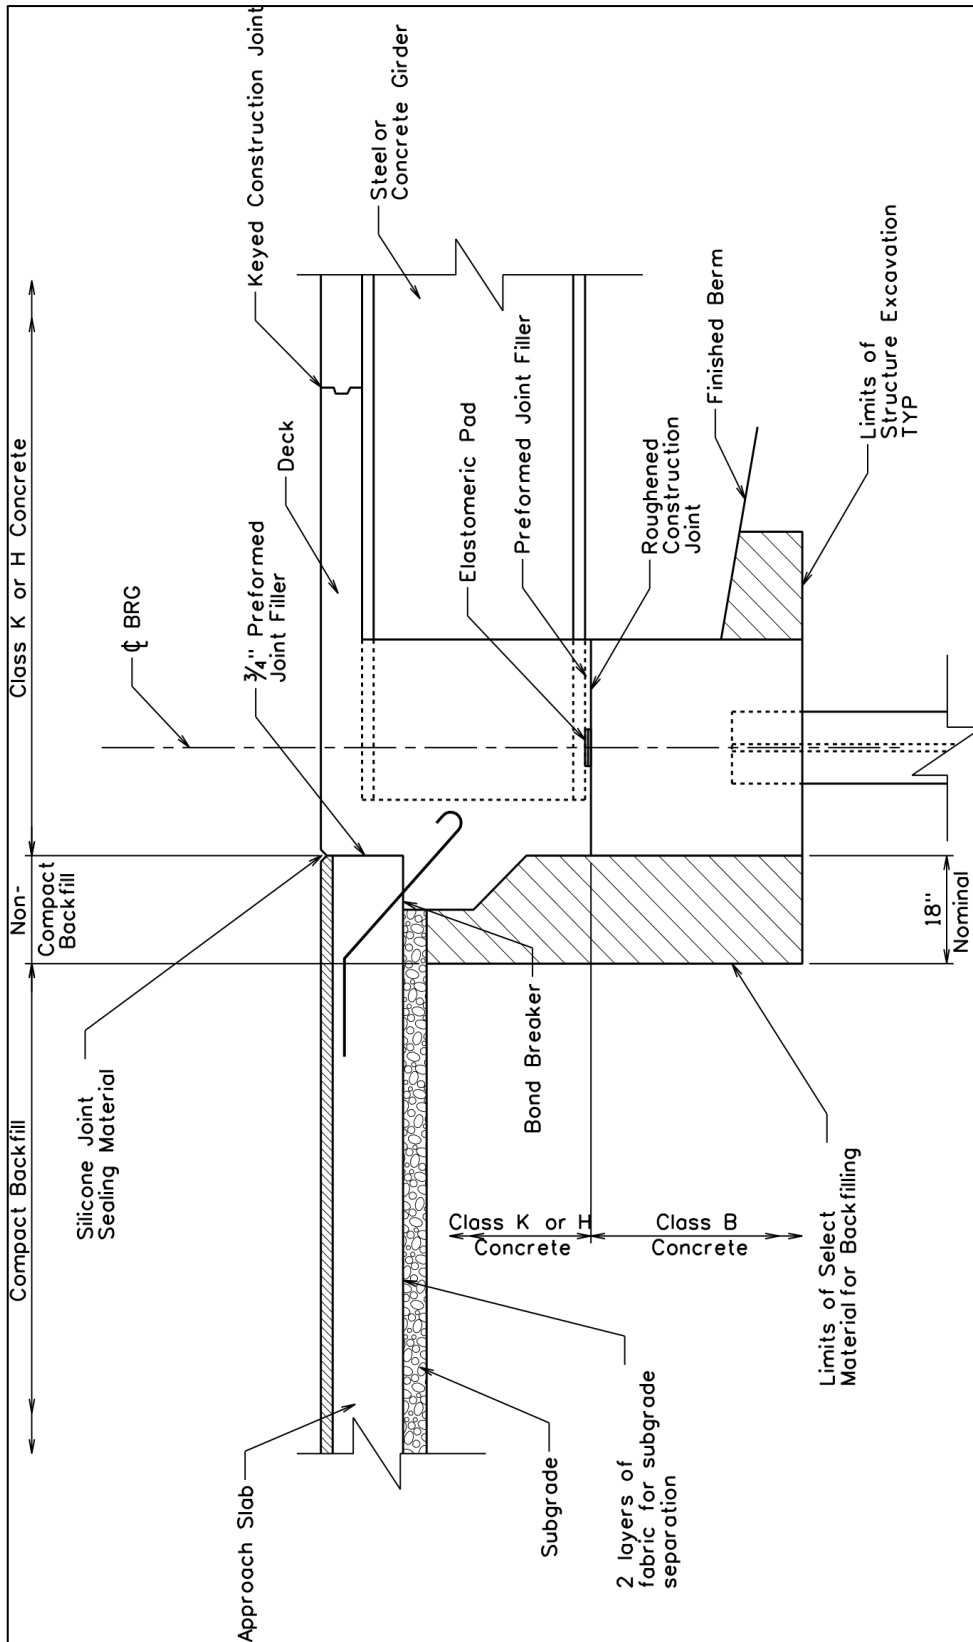 Compact Backfill
Non-
Compact
Backfill
Class K or H Concrete
Silicone Joint
Sealing Material
℄ BRG
Keyed Construction Joint
3/4" Preformed
Joint Filler
Deck
Steel or
Concrete Girder
Approach Slab
Elastomeric Pad
Preformed Joint Filler
Bond Breaker
Subgrade
Class K or H
Concrete
Class B
Concrete
Roughened
Construction
Joint
Finished Berm
2 layers of
fabric for subgrade
separation
Limits of Select
Material for Backfilling
18"
Nominal
Limits of
Structure Excavation
TYP